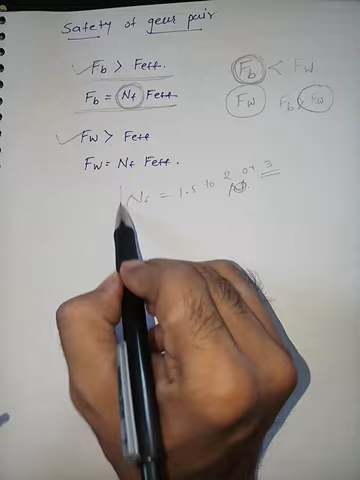 Safety of gear pair
Fb > Feff.
Fb = Nf Feff.
Fw > Feff
Fw = Nf Feff.
Nf = 1.5 to 2 or 3
Fb < Fw
Fw Fb > Fw